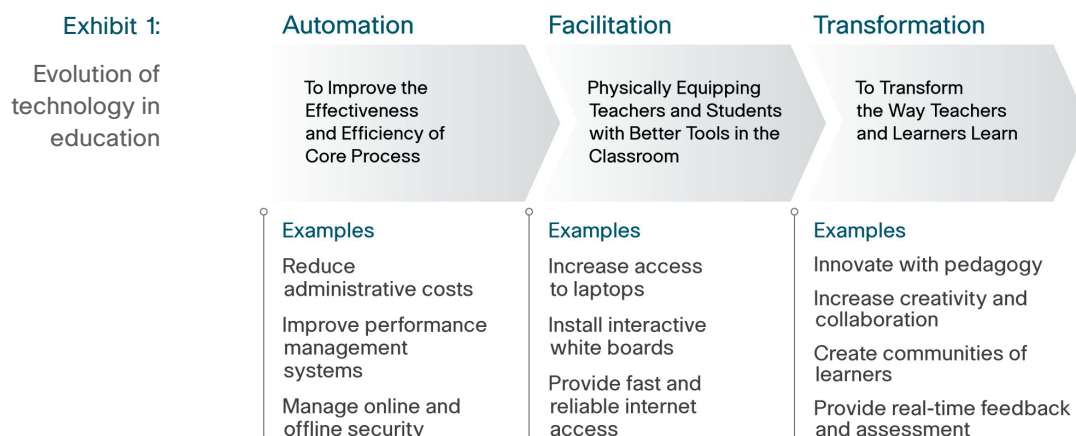 Exhibit 1:
Evolution of
technology in
education
Automation
To Improve the
Effectiveness
and Efficiency of
Core Process
Examples
Reduce
administrative costs
Improve performance
management
systems
Manage online and
offline security
Facilitation
Physically Equipping
Teachers and Students
with Better Tools in the
Classroom
Examples
Increase access
to laptops
Install interactive
white boards
Provide fast and
reliable internet
access
Transformation
To Transform
the Way Teachers
and Learners Learn
Examples
Innovate with pedagogy
Increase creativity and
collaboration
Create communities of
learners
Provide real-time feedback
and assessment